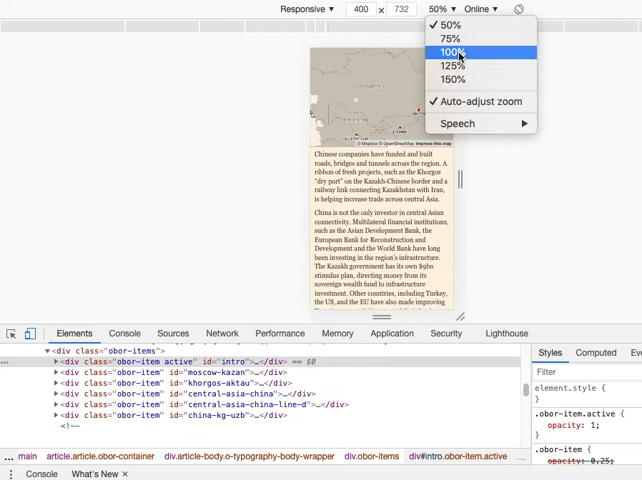 Responsive ▼ 400 × 732 50% ▼ Online ▼
✓ 50%
75%
100%
125%
150%
✓ Auto-adjust zoom
Speech ▶
© Mapbox © OpenStreetMap Improve this map
Chinese companies have funded and built
roads, bridges and tunnels across the region. A
ribbon of fresh projects, such as the Khorgos
“dry port” on the Kazakh-Chinese border and a
railway link connecting Kazakhstan with Iran,
is helping increase trade across central Asia.
China is not the only investor in central Asian
connectivity. Multilateral financial institutions,
such as the Asian Development Bank, the
European Bank for Reconstruction and
Development and the World Bank have long
been investing in the region's infrastructure.
The Kazakh government has its own $9bn
stimulus plan, directing money from its
sovereign wealth fund to infrastructure
investment. Other countries, including Turkey,
the US, and the EU have also made improving
Elements Console Sources Network Performance Memory Application Security Lighthouse
▼<div class="obor-items">
... ▶<div class="obor-item active" id="intro">…</div> == $0
▶<div class="obor-item" id="moscow-kazan">…</div>
▶<div class="obor-item" id="khorgos-aktau">…</div>
▶<div class="obor-item" id="central-asia-china">…</div>
▶<div class="obor-item" id="central-asia-china-line-d">…</div>
▶<div class="obor-item" id="china-kg-uzb">…</div>
<!--
Styles Computed Eve
Filter
element.style {
}
.obor-item.active {
opacity: 1;
}
.obor-item {
opacity: 0.25;
... main article.article.obor-container div.article-body.o-typography-body-wrapper div.obor-items div#intro.obor-item.active ...
Console What's New ×